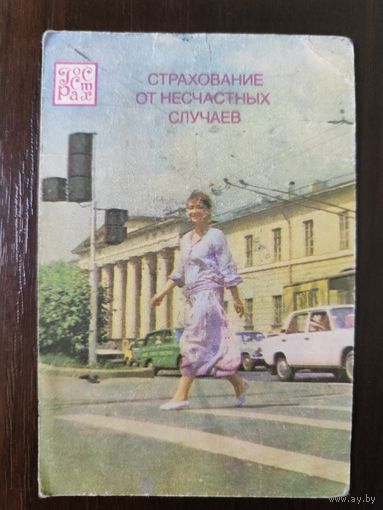 Гос
Стр
ах
СТРАХОВАНИЕ
ОТ НЕСЧАСТНЫХ
СЛУЧАЕВ
www.ay.by